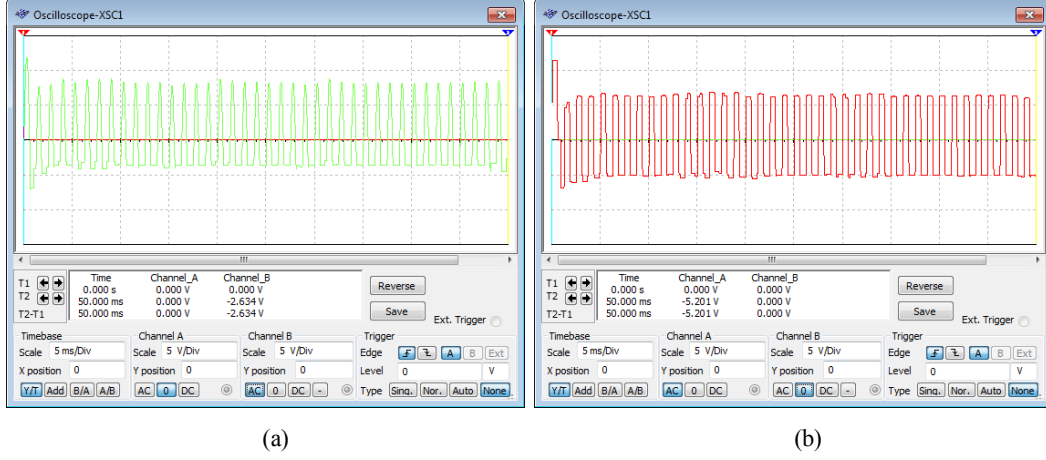 Oscilloscope-XSC1
T1
T2
T2-T1
Time Channel_A Channel_B
0.000 s 0.000 V 0.000 V
50.000 ms 0.000 V -2.634 V
50.000 ms 0.000 V -2.634 V
Reverse
Save
Ext. Trigger
Timebase
Scale 5 ms/Div
X position 0
Y/T Add B/A A/B
Channel A
Scale 5 V/Div
Y position 0
AC 0 DC
Channel B
Scale 5 V/Div
Y position 0
AC 0 DC -
Trigger
Edge A B Ext
Level 0 V
Type Sing. Nor. Auto None
(a)
Oscilloscope-XSC1
T1
T2
T2-T1
Time Channel_A Channel_B
0.000 s 0.000 V 0.000 V
50.000 ms -5.201 V 0.000 V
50.000 ms -5.201 V 0.000 V
Reverse
Save
Ext. Trigger
Timebase
Scale 5 ms/Div
X position 0
Y/T Add B/A A/B
Channel A
Scale 5 V/Div
Y position 0
AC 0 DC
Channel B
Scale 5 V/Div
Y position 0
AC 0 DC -
Trigger
Edge A B Ext
Level 0 V
Type Sing. Nor. Auto None
(b)